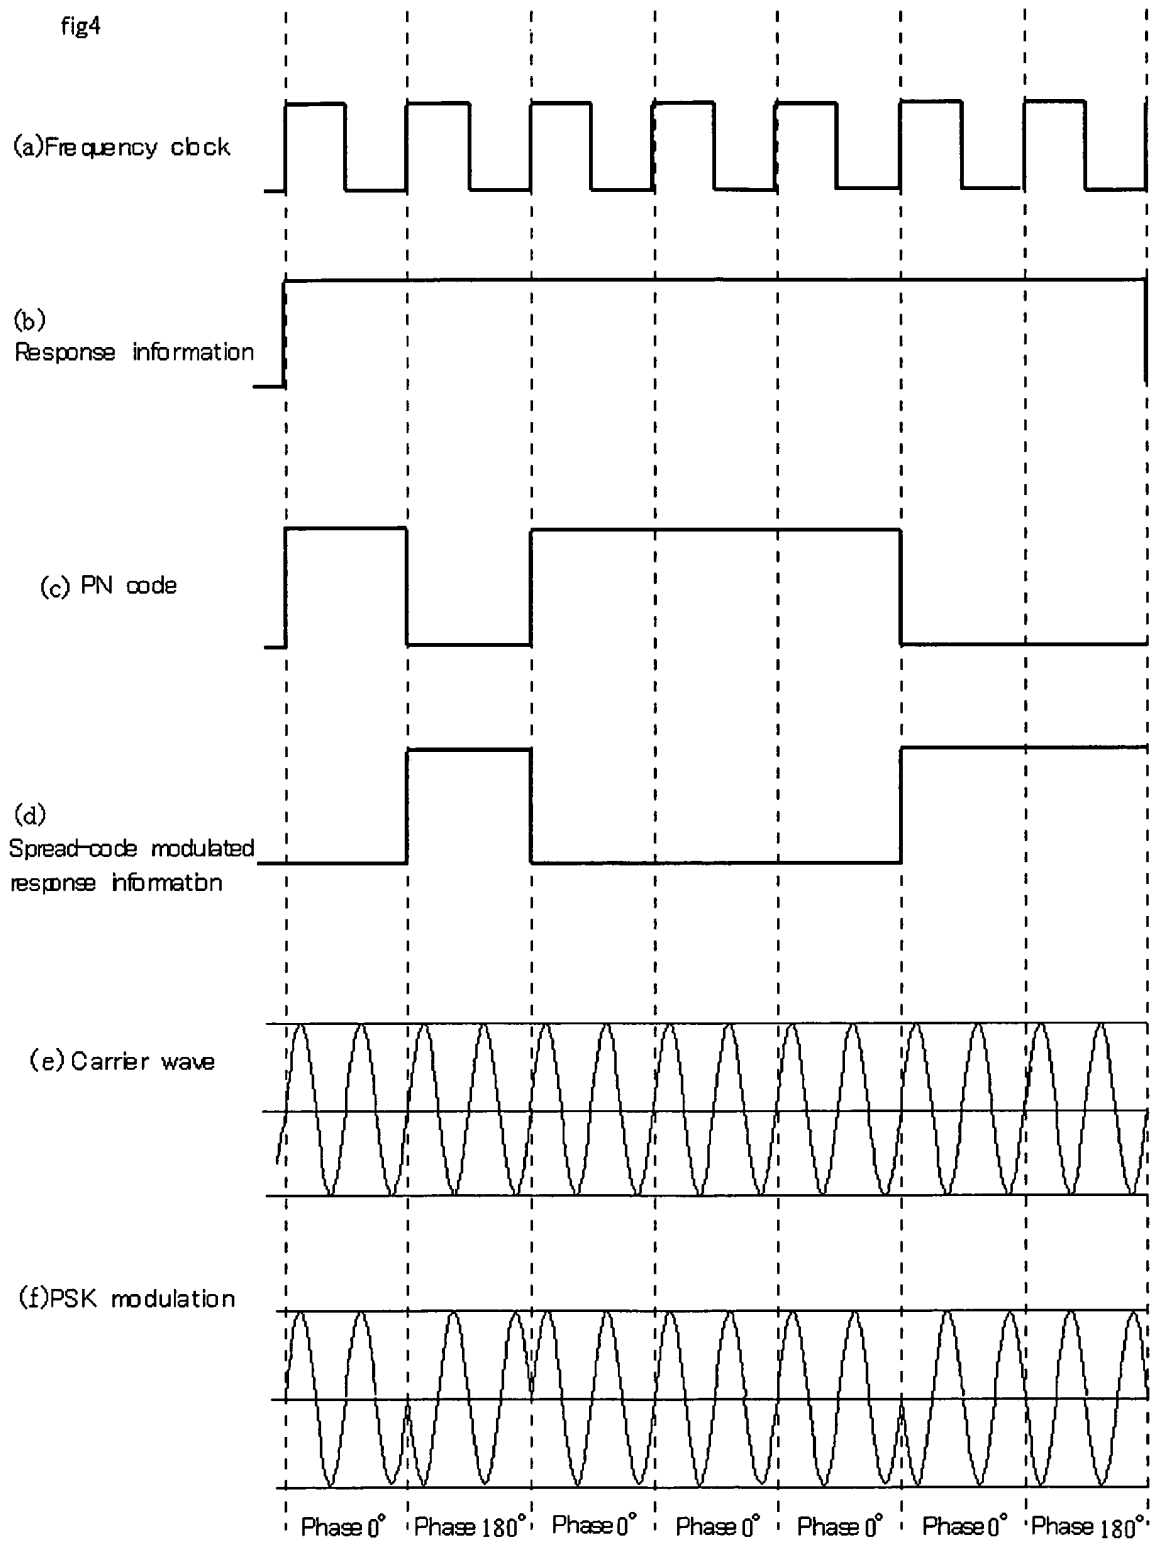 fig4
(a)Frequency clock
(b)
Response information
(c) PN code
(d)
Spread-code modulated
response information
(e) Carrier wave
(f)PSK modulation
Phase 0° Phase 180° Phase 0° Phase 0° Phase 0° Phase 0° Phase 180°